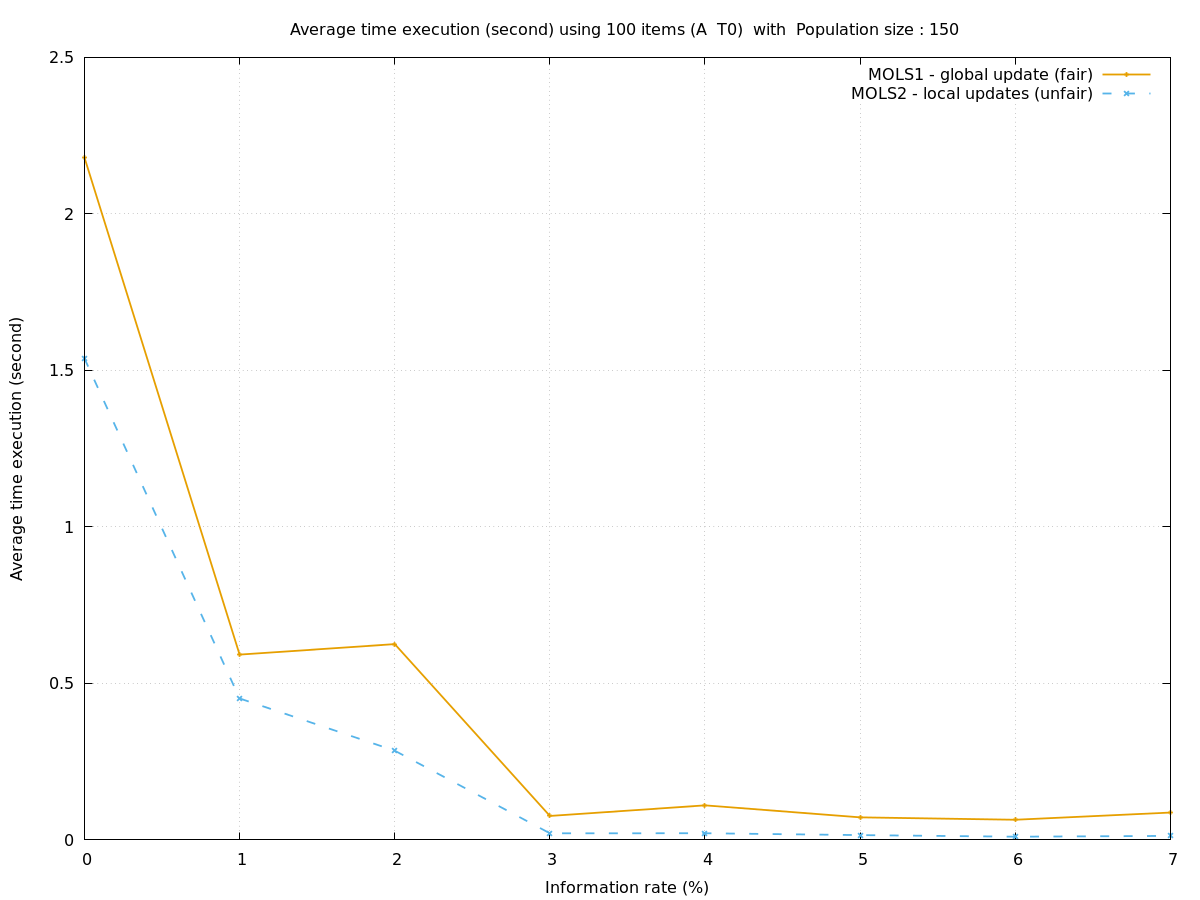 Average time execution (second) using 100 items (A  T0)  with  Population size : 150
MOLS1 - global update (fair)
MOLS2 - local updates (unfair)
2.5
2
1.5
1
0.5
0
Average time execution (second)
0 1 2 3 4 5 6 7
Information rate (%)